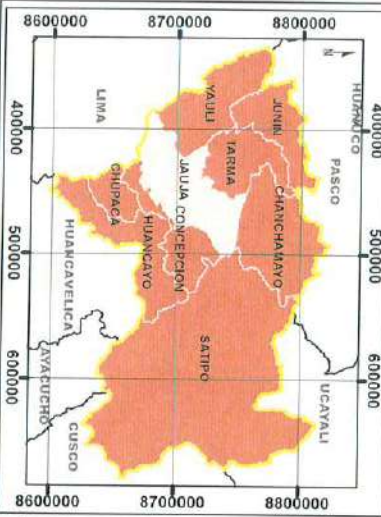 400000 500000 600000
HUANUCO
N
PASCO
UCAYALI
8800000 8800000
JUNIN
CHANCHAMAYO
TARMA
YAULI
SATIPO
8700000 8700000
JAUJA CONCEPCION
HUANCAYO
CHUPACA
LIMA
HUANCAVELICA
AYACUCHO
CUSCO
8600000 8600000
400000 500000 600000